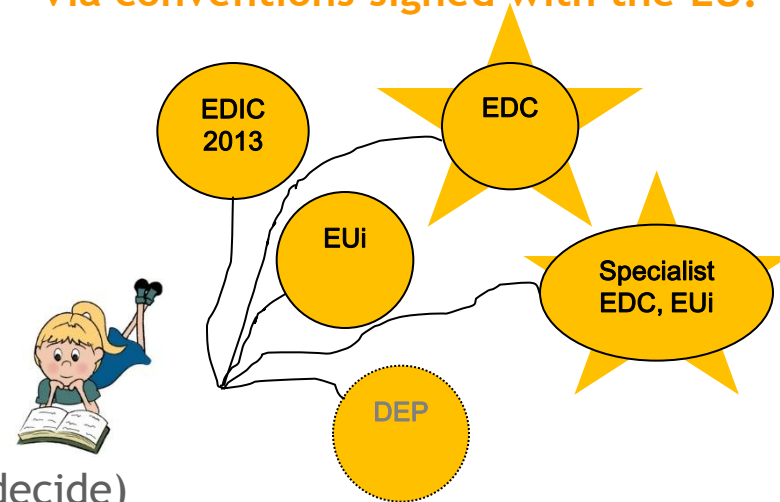 via conventions signed with the EU.
EDIC
2013
EDC
EUi
Specialist
EDC, EUi
DEP
decide)